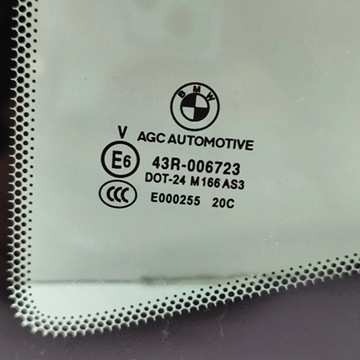 BMW
V AGC AUTOMOTIVE
E6 43R-006723
DOT-24 M166 AS3
CCC E000255 20C